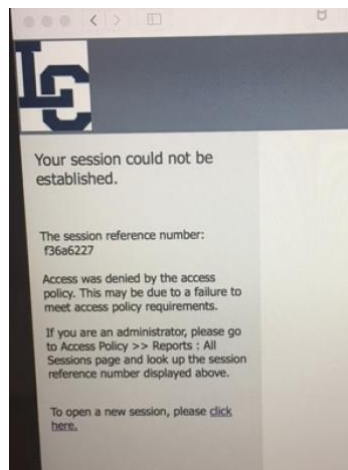 LC
Your session could not be
established.
The session reference number:
f36a6227
Access was denied by the access
policy. This may be due to a failure to
meet access policy requirements.
If you are an administrator, please go
to Access Policy >> Reports : All
Sessions page and look up the session
reference number displayed above.
To open a new session, please click
here.